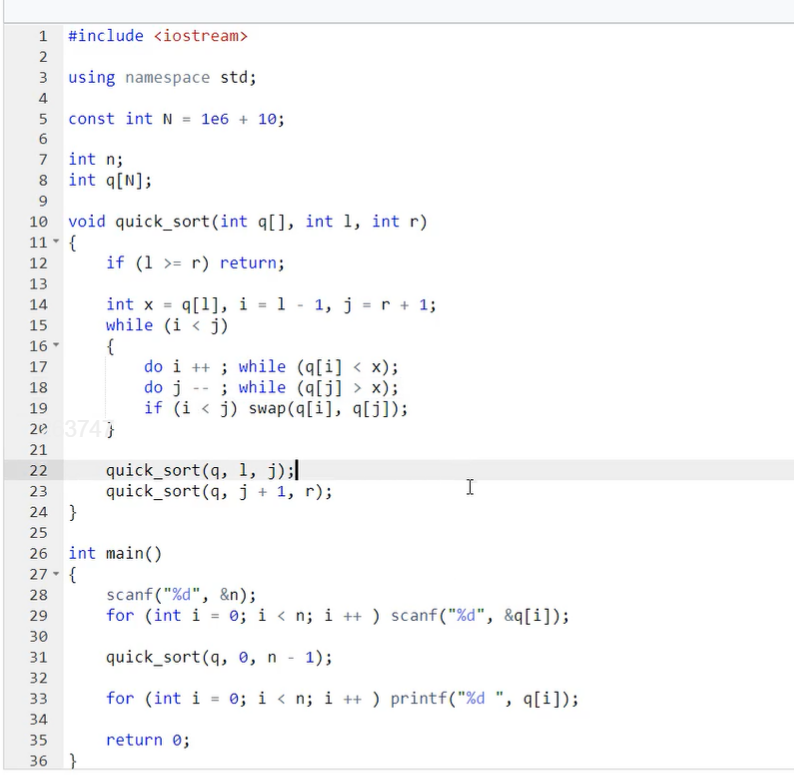 1 #include <iostream>
2
3 using namespace std;
4
5 const int N = 1e6 + 10;
6
7 int n;
8 int q[N];
9
10 void quick_sort(int q[], int l, int r)
11 {
12 if (l >= r) return;
13
14 int x = q[l], i = l - 1, j = r + 1;
15 while (i < j)
16 {
17 do i ++ ; while (q[i] < x);
18 do j -- ; while (q[j] > x);
19 if (i < j) swap(q[i], q[j]);
20 }
21
22 quick_sort(q, l, j);
23 quick_sort(q, j + 1, r);
24 }
25
26 int main()
27 {
28 scanf("%d", &n);
29 for (int i = 0; i < n; i ++ ) scanf("%d", &q[i]);
30
31 quick_sort(q, 0, n - 1);
32
33 for (int i = 0; i < n; i ++ ) printf("%d ", q[i]);
34
35 return 0;
36 }